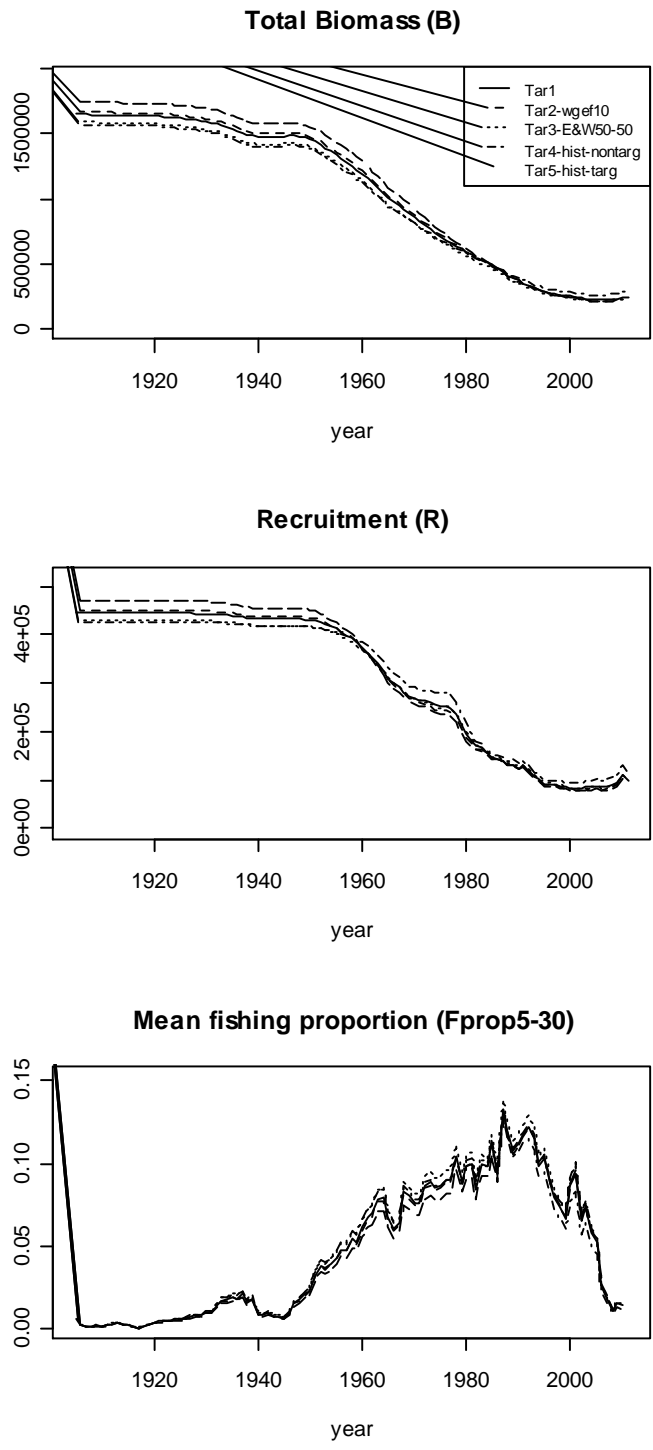 Total Biomass (B)
1500000
500000
0
Tar1
Tar2-wgef10
Tar3-E&W50-50
Tar4-hist-nontarg
Tar5-hist-targ
1920 1940 1960 1980 2000
year
Recruitment (R)
4e+05
2e+05
0e+00
1920 1940 1960 1980 2000
year
Mean fishing proportion (Fprop5-30)
0.15
0.10
0.05
0.00
1920 1940 1960 1980 2000
year